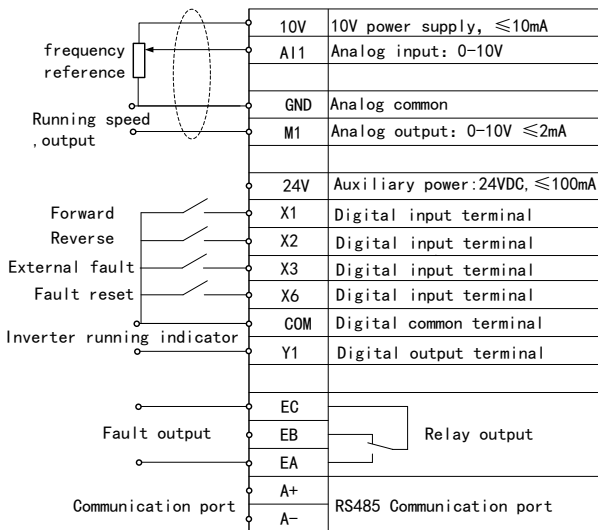 10V 10V power supply, ≤10mA
frequency
reference
AI1 Analog input: 0-10V
GND Analog common
Running speed
,output
M1 Analog output: 0-10V ≤2mA
24V Auxiliary power:24VDC,≤100mA
Forward X1 Digital input terminal
Reverse X2 Digital input terminal
External fault X3 Digital input terminal
Fault reset X6 Digital input terminal
COM Digital common terminal
Inverter running indicator
Y1 Digital output terminal
EC
Fault output EB Relay output
EA
A+
Communication port RS485 Communication port
A-